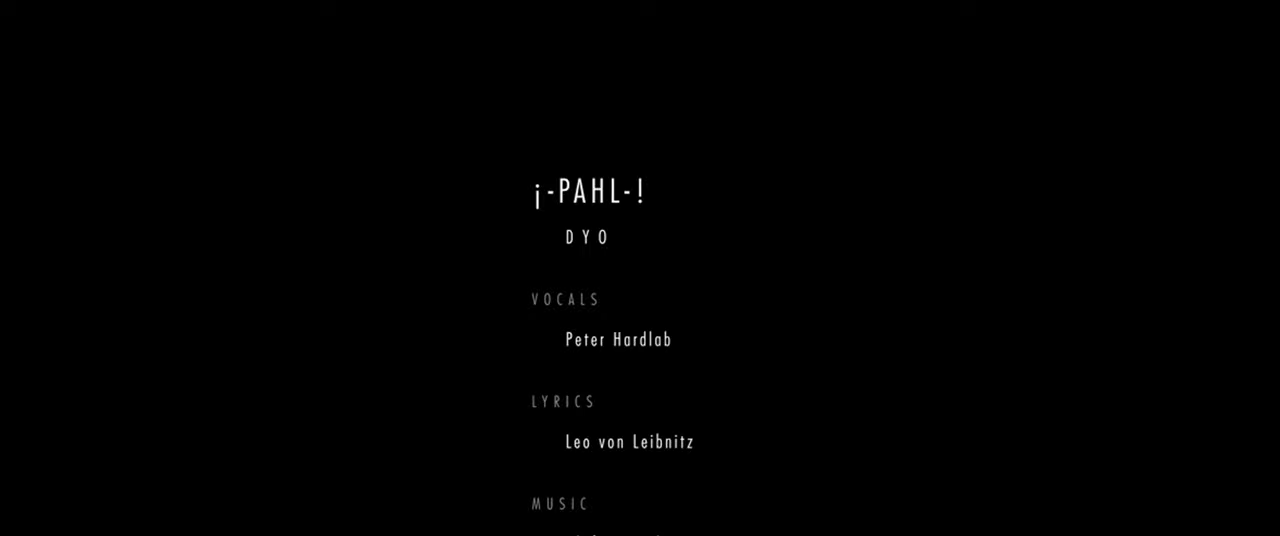 ¡-PAHL-!
DYO
VOCALS
Peter Hardlab
LYRICS
Leo von Leibnitz
MUSIC